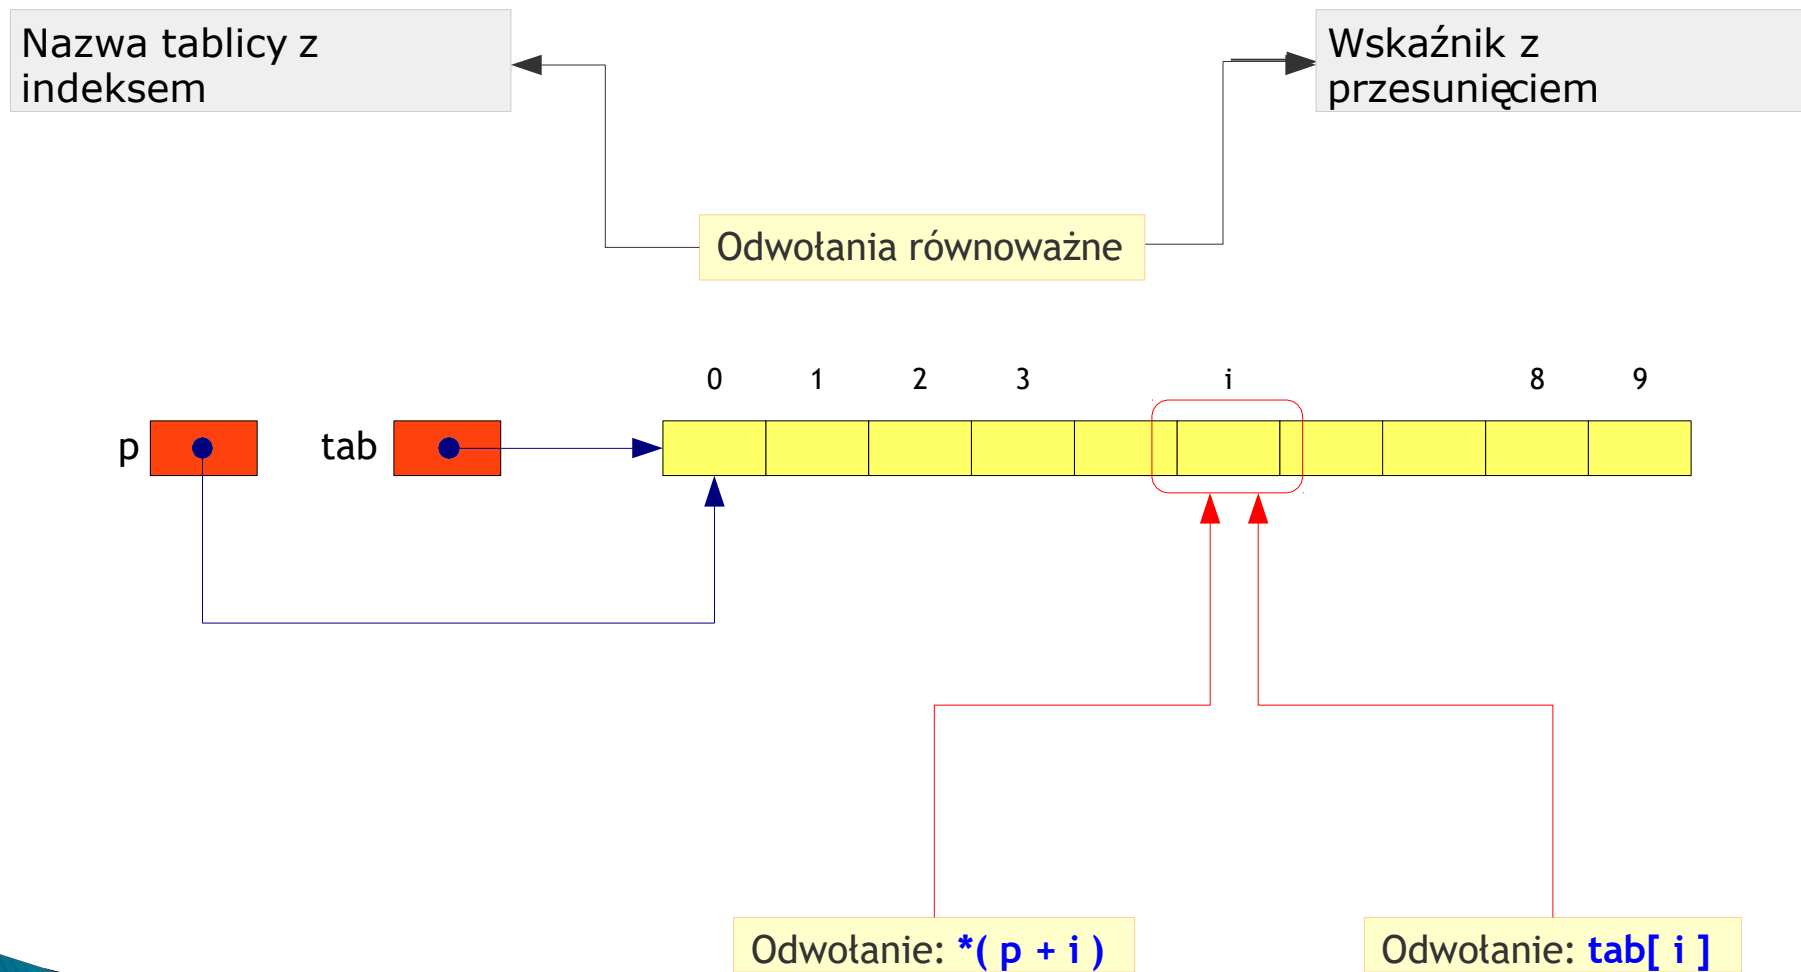 Nazwa tablicy z
indeksem
Wskaźnik z
przesunięciem
Odwołania równoważne
0 1 2 3 i 8 9
p tab
Odwołanie: *( p + i )
Odwołanie: tab[ i ]